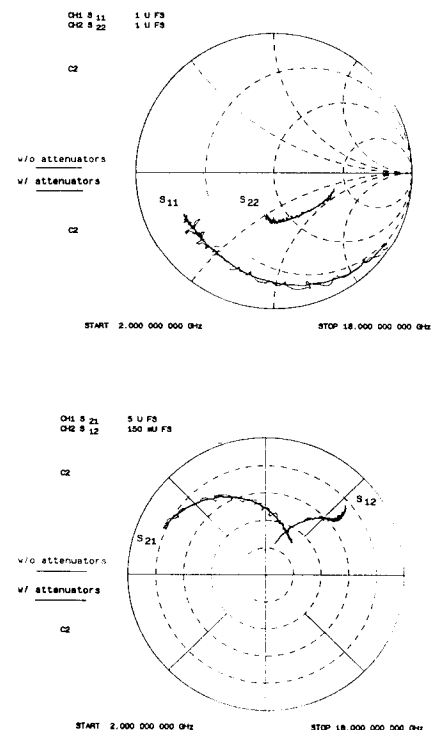 CH1 S 11 1 U FS
CH2 S 22 1 U FS
C2
w/o attenuators
w/ attenuators
S11
S22
C2
START 2.000 000 000 GHz STOP 18.000 000 000 GHz
CH1 S 21 5 U FS
CH2 S 12 150 mU FS
C2
S12
S21
w/o attenuators
w/ attenuators
C2
START 2.000 000 000 GHz STOP 18.000 000 000 GHz